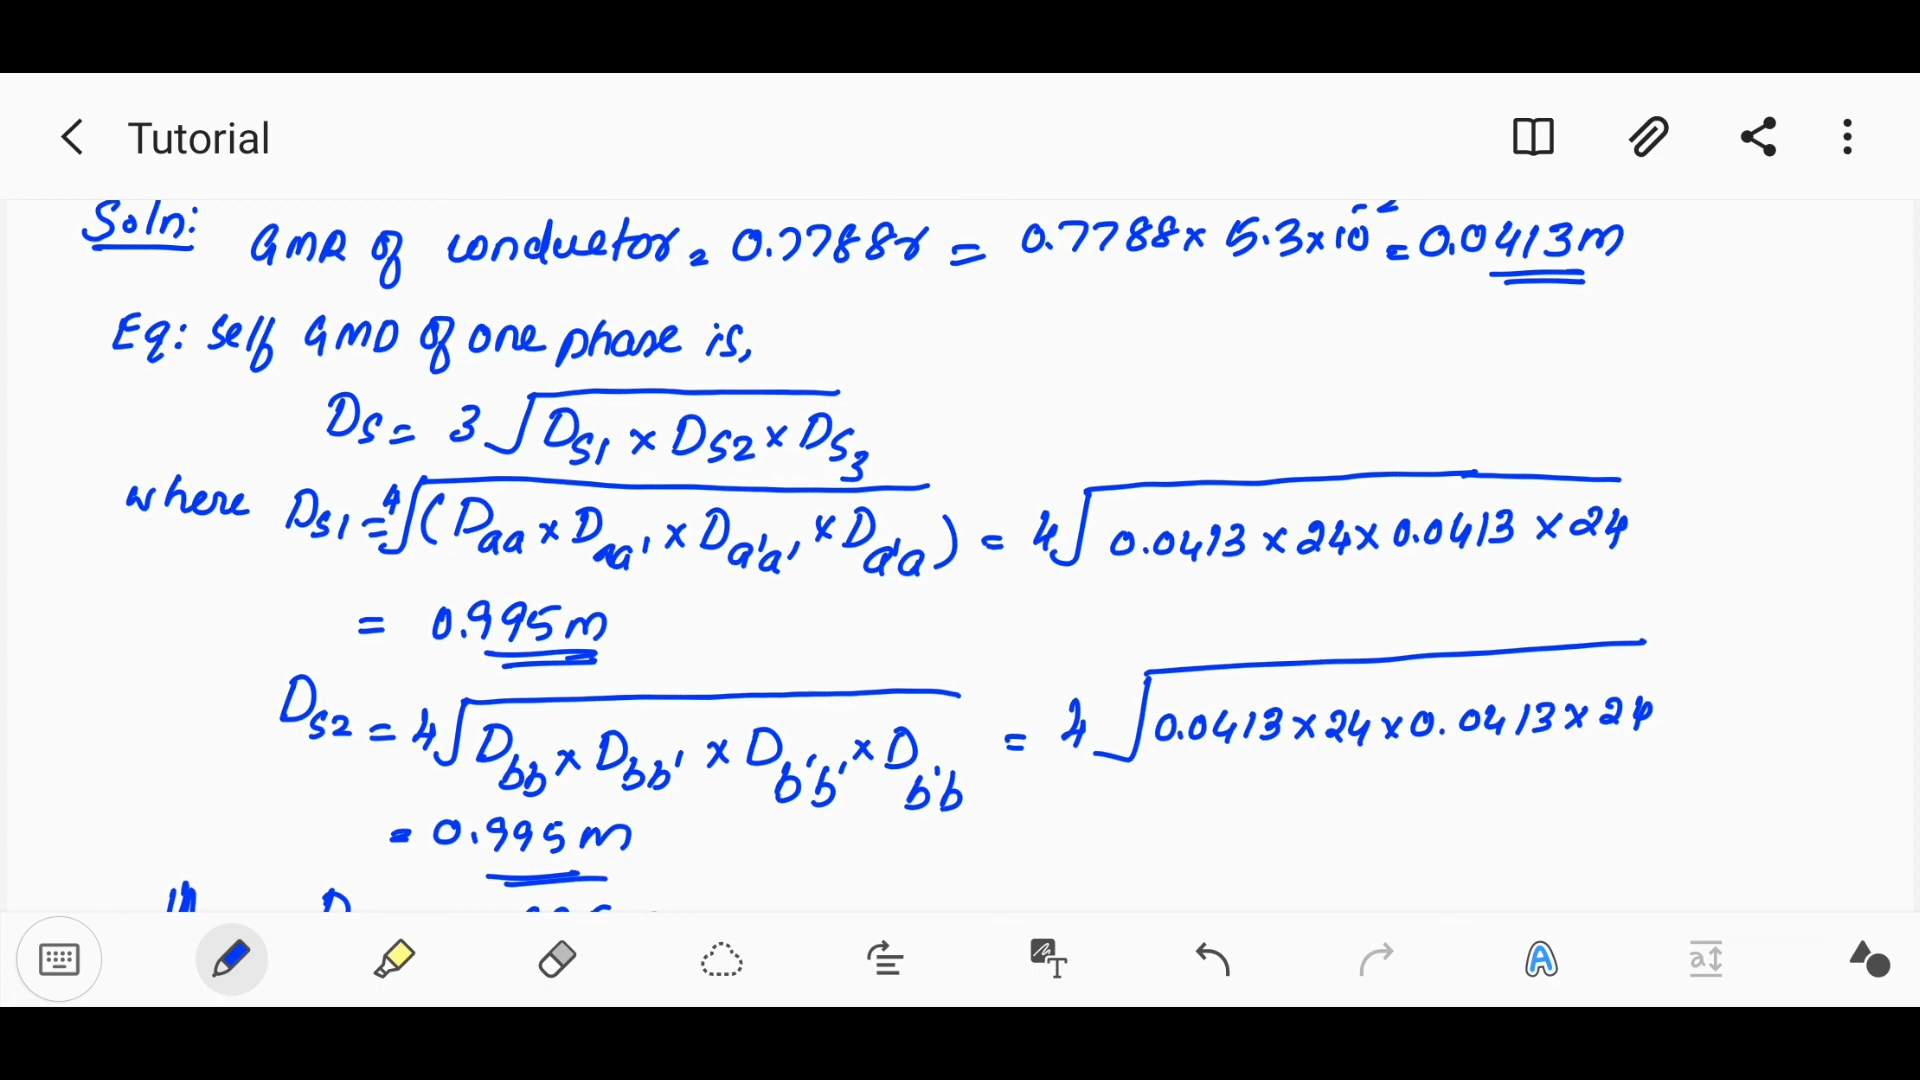 Tutorial
Soln: GMR of conductor = 0.7788r = 0.7788 × 5.3×10⁻² = 0.0413m
Eq: self GMD of one phase is,
Ds = 3√(Ds1 × Ds2 × Ds3)
where Ds1 = ⁴√(Daa × Daa' × Da'a' × Da'a) = 4√(0.0413 × 24 × 0.0413 × 24)
= 0.995m
Ds2 = 4√(Dbb × Dbb' × Db'b' × Db'b) = 4√(0.0413 × 24 × 0.0413 × 24)
= 0.995m